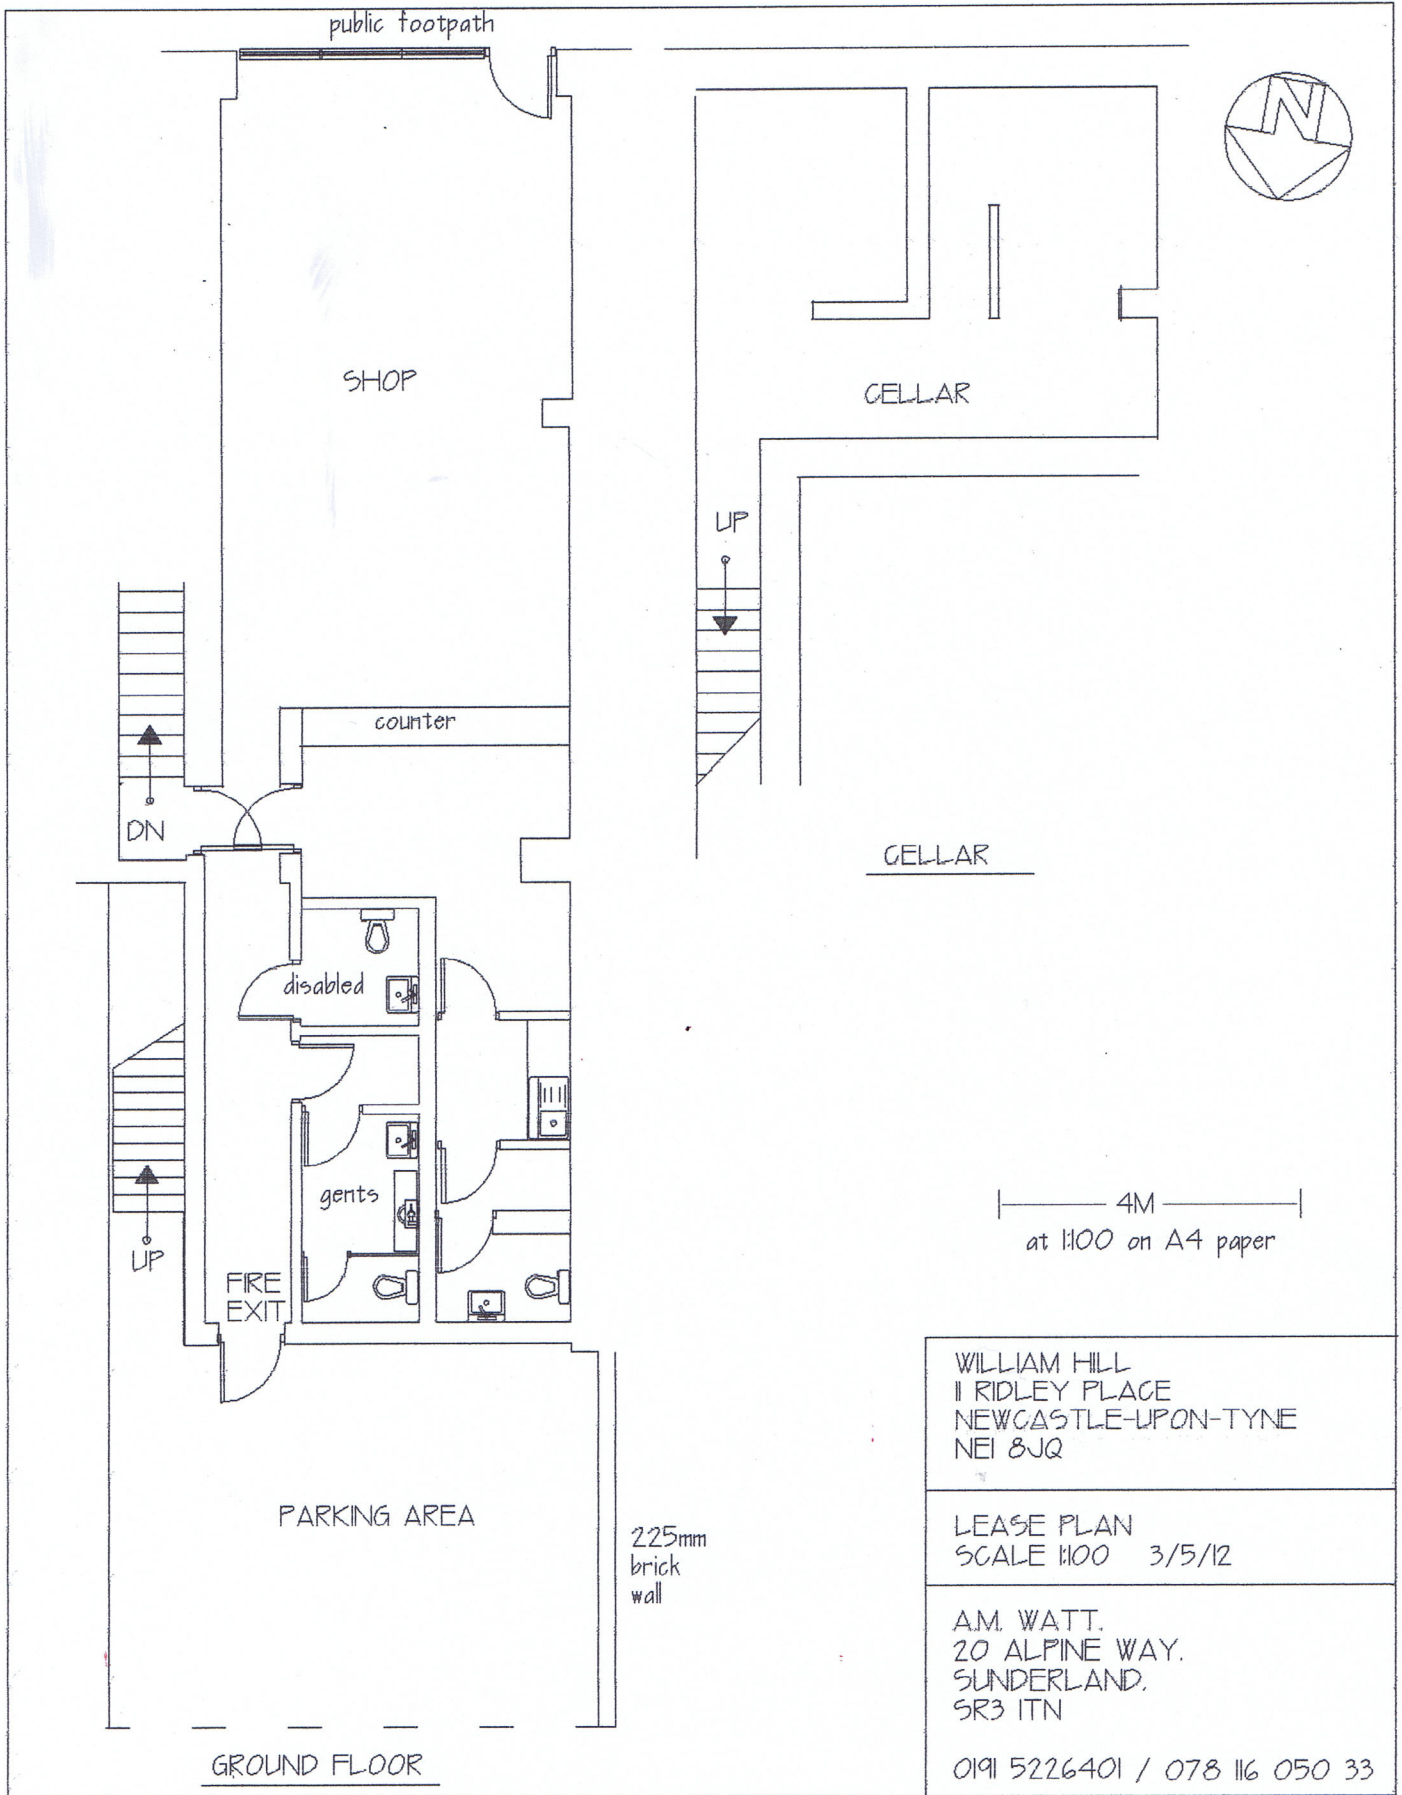 public footpath
N
SHOP
CELLAR
UP
counter
DN
CELLAR
disabled
gents
4M
at 1:100 on A4 paper
UP
FIRE
EXIT
WILLIAM HILL
11 RIDLEY PLACE
NEWCASTLE-UPON-TYNE
NE1 8JQ
PARKING AREA
225mm
brick
wall
LEASE PLAN
SCALE 1:100 3/5/12
A.M. WATT.
20 ALPINE WAY.
SUNDERLAND.
SR3 1TN
0191 5226401 / 078 116 050 33
GROUND FLOOR